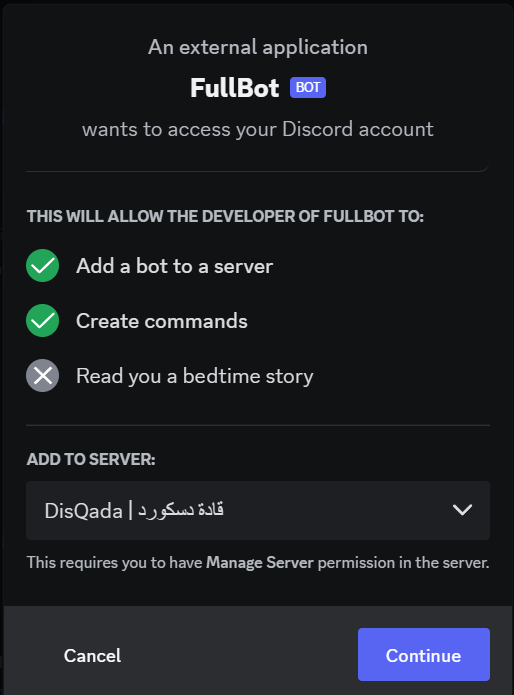 An external application
FullBot BOT
wants to access your Discord account
THIS WILL ALLOW THE DEVELOPER OF FULLBOT TO:
Add a bot to a server
Create commands
Read you a bedtime story
ADD TO SERVER:
DisQada | قادة دسكورد
This requires you to have Manage Server permission in the server.
Cancel Continue